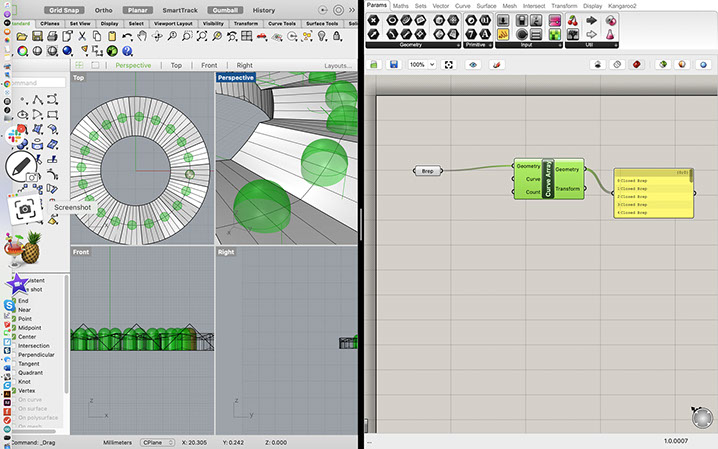 Grid Snap Ortho Planar SmartTrack Gumball History
Standard CPlanes Set View Display Select Viewport Layout Visibility Transform Curve Tools Surface Tools Soli
Perspective Top Front Right Layouts...
ommand
Top
Perspective
Screenshot
Front
Right
sistent
shot
End
Near
Point
Midpoint
Center
Intersection
Perpendicular
Tangent
Quadrant
Knot
Vertex
On curve
On surface
On polysurface
On mesh
z
x
z
y
Command: _Drag Millimeters CPlane X: 20.305 Y: 0.242 Z: 0.000
Params Maths Sets Vector Curve Surface Mesh Intersect Transform Display Kangaroo2
Geometry Primitive Input Util
100%
Brep
Geometry
Curve
Count
Curve Array
Geometry
Transform
{0;0}
0 Closed Brep
1 Closed Brep
2 Closed Brep
3 Closed Brep
4 Closed Brep
... 1.0.0007